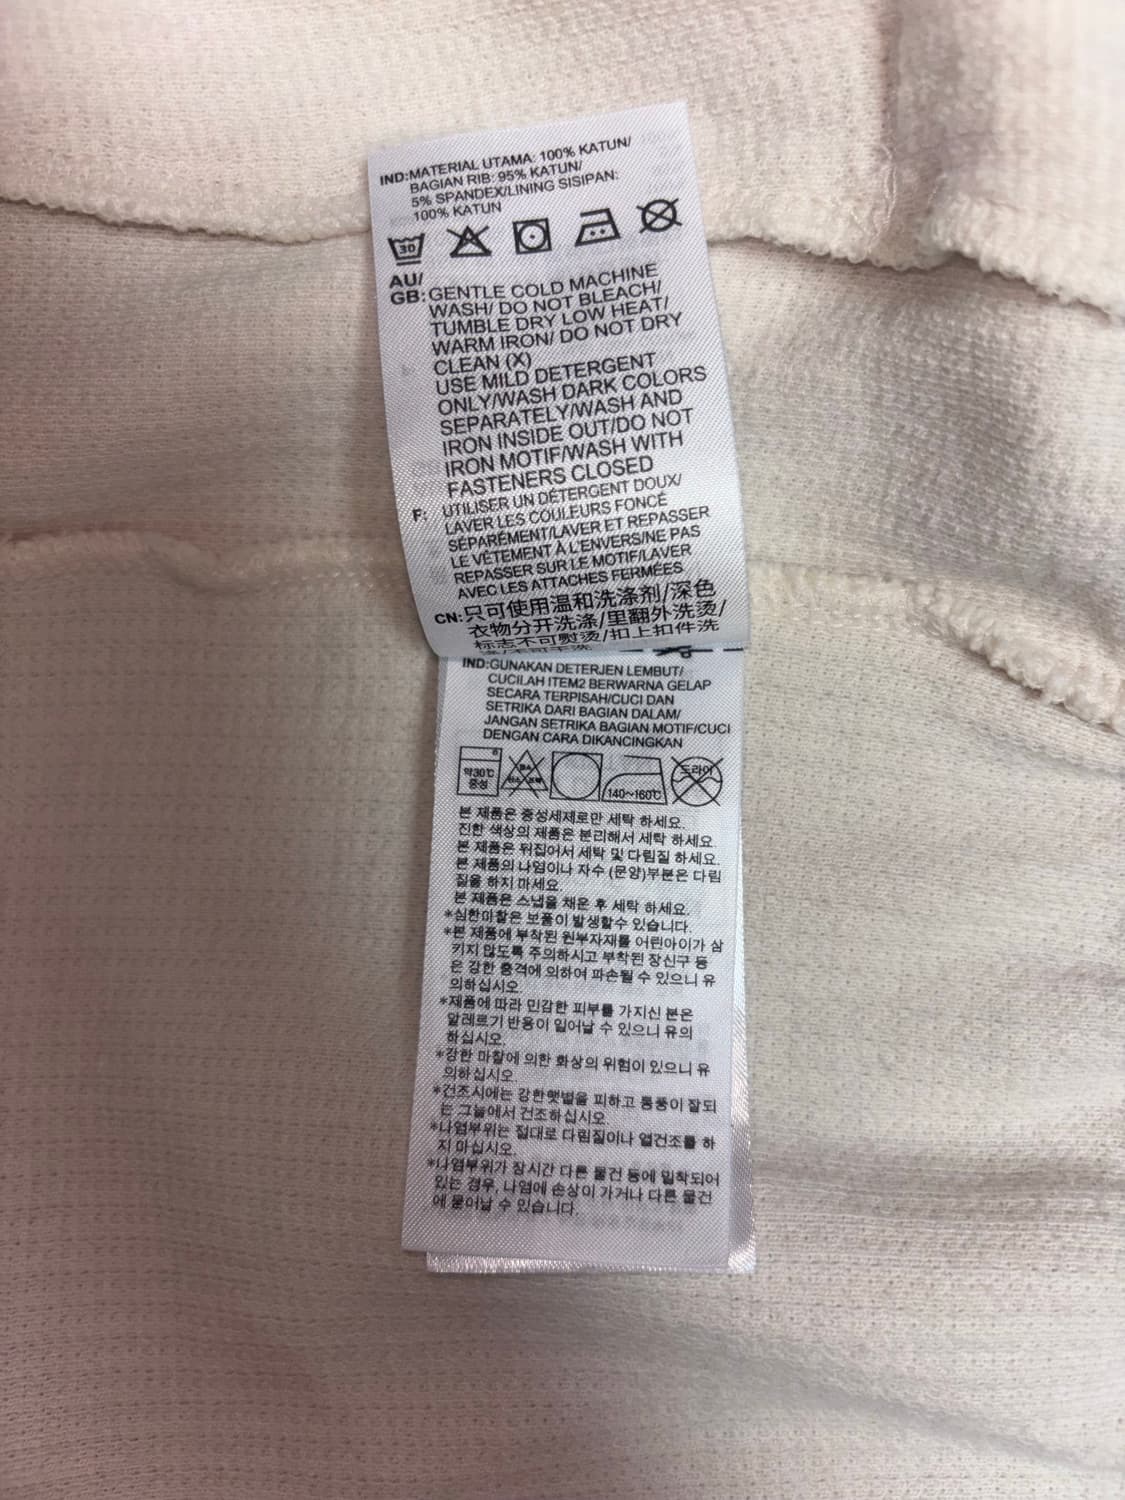 IND:MATERIAL UTAMA: 100% KATUN/
BAGIAN RIB: 95% KATUN/
5% SPANDEX/LINING SISIPAN:
100% KATUN
30
AU/
GB:GENTLE COLD MACHINE
WASH/ DO NOT BLEACH/
TUMBLE DRY LOW HEAT/
WARM IRON/ DO NOT DRY
CLEAN (X)
USE MILD DETERGENT
ONLY/WASH DARK COLORS
SEPARATELY/WASH AND
IRON INSIDE OUT/DO NOT
IRON MOTIF/WASH WITH
FASTENERS CLOSED
F: UTILISER UN DÉTERGENT DOUX/
LAVER LES COULEURS FONCÉ
SÉPARÉMENT/LAVER ET REPASSER
LE VÊTEMENT À L'ENVERS/NE PAS
REPASSER SUR LE MOTIF/LAVER
AVEC LES ATTACHES FERMÉES
CN:只可使用温和洗涤剂/深色
衣物分开洗涤/里翻外洗烫/
标志不可熨烫/扣上扣件洗
IND:GUNAKAN DETERJEN LEMBUT/
CUCILAH ITEM2 BERWARNA GELAP
SECARA TERPISAH/CUCI DAN
SETRIKA DARI BAGIAN DALAM/
JANGAN SETRIKA BAGIAN MOTIF/CUCI
DENGAN CARA DIKANCINGKAN
약30℃
중성
140~160℃
드라이
본 제품은 중성세제로만 세탁 하세요.
진한 색상의 제품은 분리해서 세탁 하세요.
본 제품은 뒤집어서 세탁 및 다림질 하세요.
본 제품의 나염이나 자수 (문양)부분은 다림
질을 하지 마세요.
본 제품은 스냅을 채운 후 세탁 하세요.
*심한마찰은 보풀이 발생할수 있습니다.
*본 제품에 부착된 원부자재를 어린아이가 삼
키지 않도록 주의하시고 부착된 장신구 등
은 강한 충격에 의하여 파손될 수 있으니 유
의하십시오.
*제품에 따라 민감한 피부를 가지신 분은
알레르기 반응이 일어날 수 있으니 유의
하십시오.
*강한 마찰에 의한 화상의 위험이 있으니 유
의하십시오.
*건조시에는 강한햇볕을 피하고 통풍이 잘되
는 그늘에서 건조하십시오.
*나염부위는 절대로 다림질이나 열건조를 하
지 마십시오.
*나염부위가 장시간 다른 물건 등에 밀착되어
있는 경우, 나염에 손상이 가거나 다른 물건
에 묻어날 수 있습니다.